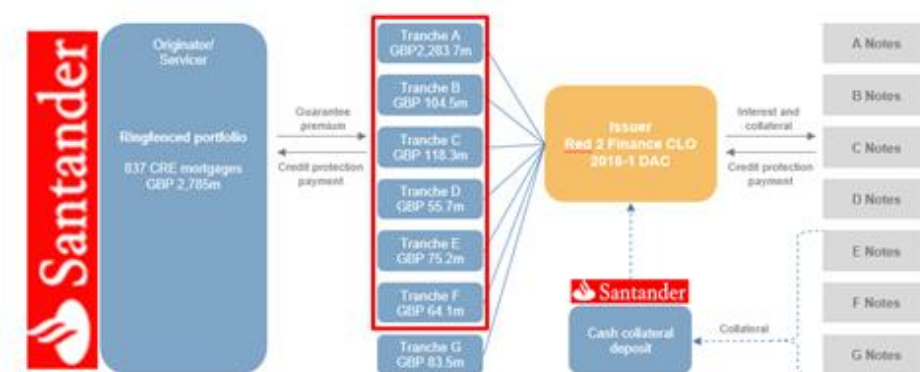 Santander
Originator/
Servicer
Ringfenced portfolio
837 CRE mortgages
GBP 2,785m
Guarantee
premium
Credit protection
payment
Tranche A
GBP2,283.7m
Tranche B
GBP 104.5m
Tranche C
GBP 118.3m
Tranche D
GBP 55.7m
Tranche E
GBP 75.2m
Tranche F
GBP 64.1m
Tranche G
GBP 83.5m
Issuer
Red 2 Finance CLO
2018-1 DAC
Santander
Cash collateral
deposit
Interest and
collateral
Credit protection
payment
Collateral
A Notes
B Notes
C Notes
D Notes
E Notes
F Notes
G Notes